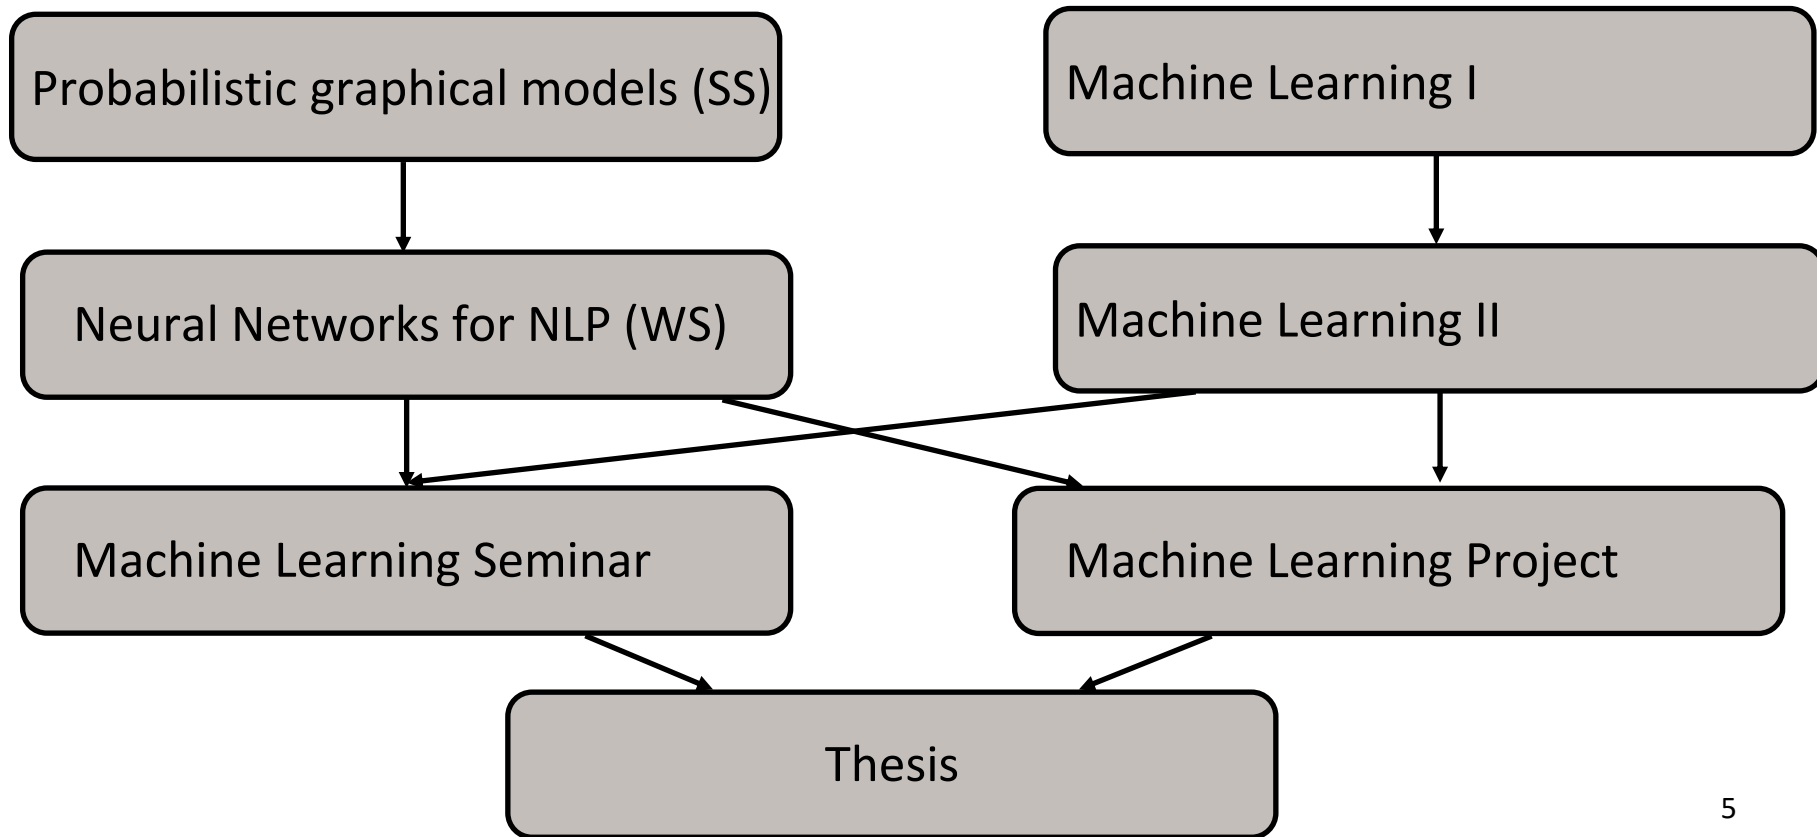 Probabilistic graphical models (SS)
Machine Learning I
Neural Networks for NLP (WS)
Machine Learning II
Machine Learning Seminar
Machine Learning Project
Thesis
5